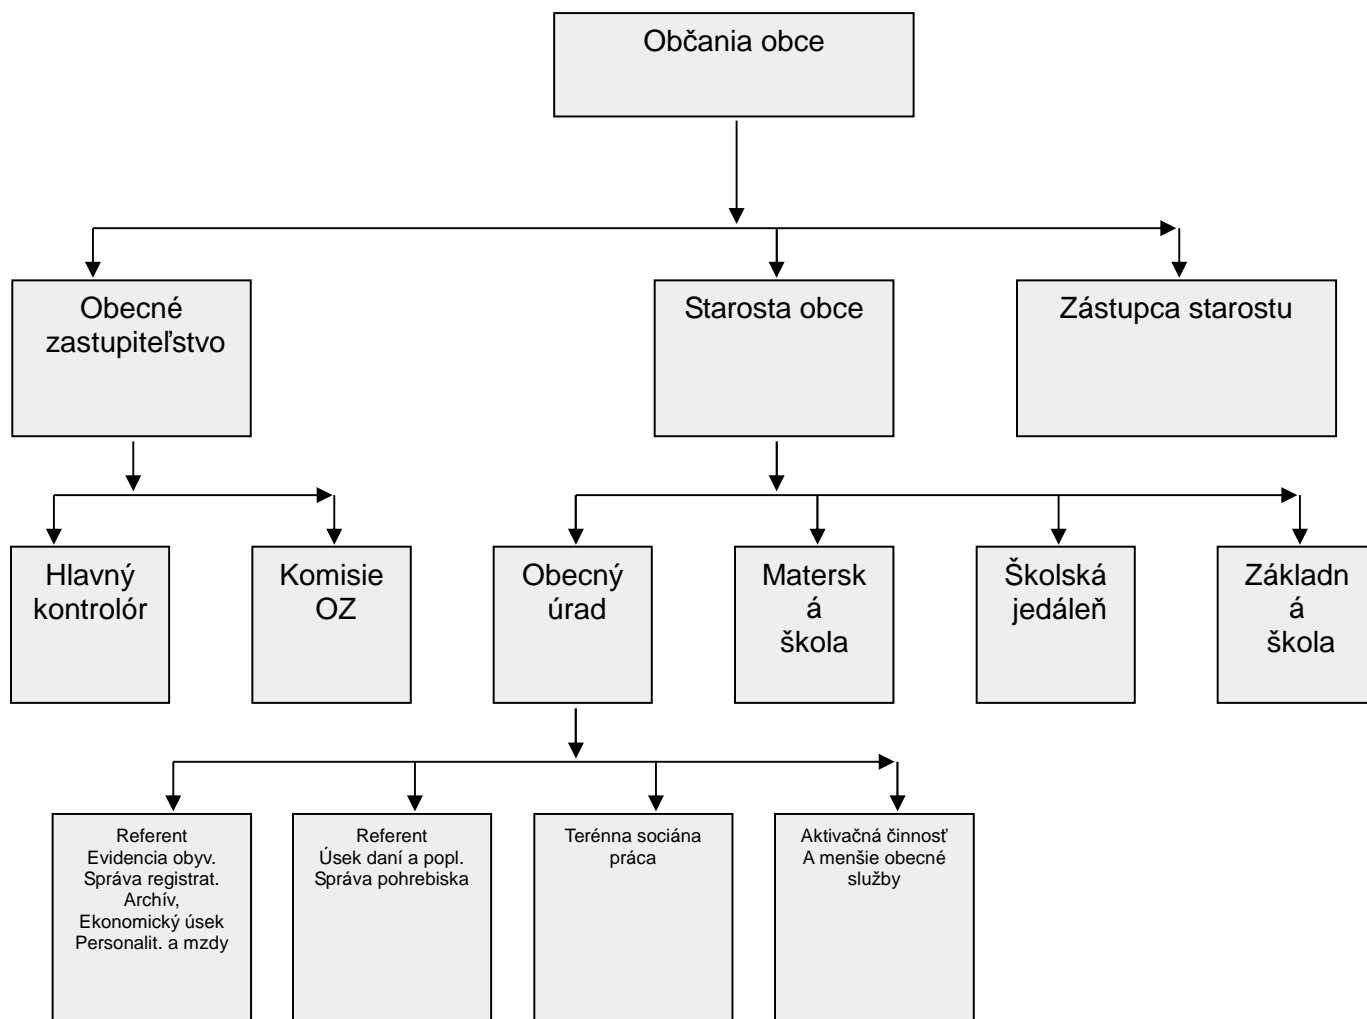 Občania obce
Obecné
zastupiteľstvo
Starosta obce
Zástupca starostu
Hlavný
kontrolór
Komisie
OZ
Obecný
úrad
Matersk
á
škola
Školská
jedáleň
Základn
á
škola
Referent
Evidencia obyv.
Správa registrat.
Archív,
Ekonomický úsek
Personalit. a mzdy
Referent
Úsek daní a popl.
Správa pohrebiska
Terénna sociána
práca
Aktivačná činnosť
A menšie obecné
služby